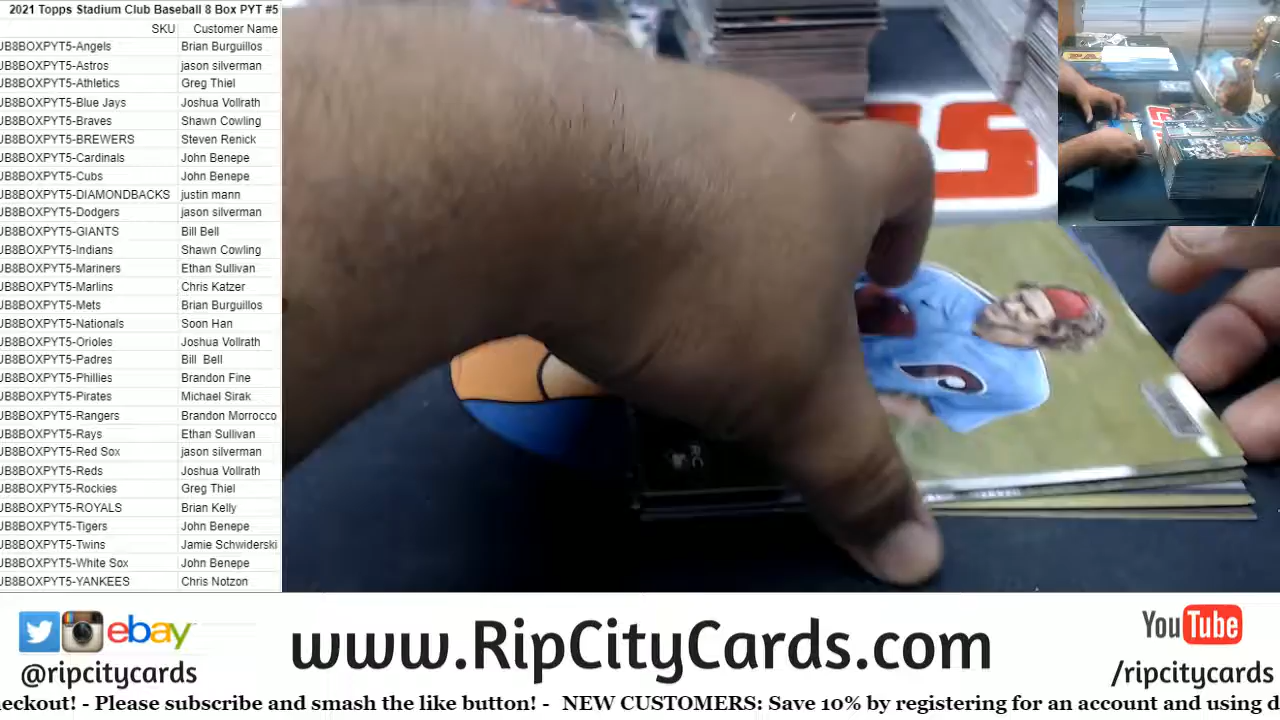 2021 Topps Stadium Club Baseball 8 Box PYT #5
SKU Customer Name
JB8BOXPYT5-Angels Brian Burguillos
JB8BOXPYT5-Astros jason silverman
JB8BOXPYT5-Athletics Greg Thiel
JB8BOXPYT5-Blue Jays Joshua Vollrath
JB8BOXPYT5-Braves Shawn Cowling
JB8BOXPYT5-BREWERS Steven Renick
JB8BOXPYT5-Cardinals John Benepe
JB8BOXPYT5-Cubs John Benepe
JB8BOXPYT5-DIAMONDBACKS justin mann
JB8BOXPYT5-Dodgers jason silverman
JB8BOXPYT5-GIANTS Bill Bell
JB8BOXPYT5-Indians Shawn Cowling
JB8BOXPYT5-Mariners Ethan Sullivan
JB8BOXPYT5-Marlins Chris Katzer
JB8BOXPYT5-Mets Brian Burguillos
JB8BOXPYT5-Nationals Soon Han
JB8BOXPYT5-Orioles Joshua Vollrath
JB8BOXPYT5-Padres Bill Bell
JB8BOXPYT5-Phillies Brandon Fine
JB8BOXPYT5-Pirates Michael Sirak
JB8BOXPYT5-Rangers Brandon Morrocco
JB8BOXPYT5-Rays Ethan Sullivan
JB8BOXPYT5-Red Sox jason silverman
JB8BOXPYT5-Reds Joshua Vollrath
JB8BOXPYT5-Rockies Greg Thiel
JB8BOXPYT5-ROYALS Brian Kelly
JB8BOXPYT5-Tigers John Benepe
JB8BOXPYT5-Twins Jamie Schwiderski
JB8BOXPYT5-White Sox John Benepe
JB8BOXPYT5-YANKEES Chris Notzon
RC
ebay
@ripcitycards
www.RipCityCards.com
YouTube
/ripcitycards
heckout! - Please subscribe and smash the like button! - NEW CUSTOMERS: Save 10% by registering for an account and using d